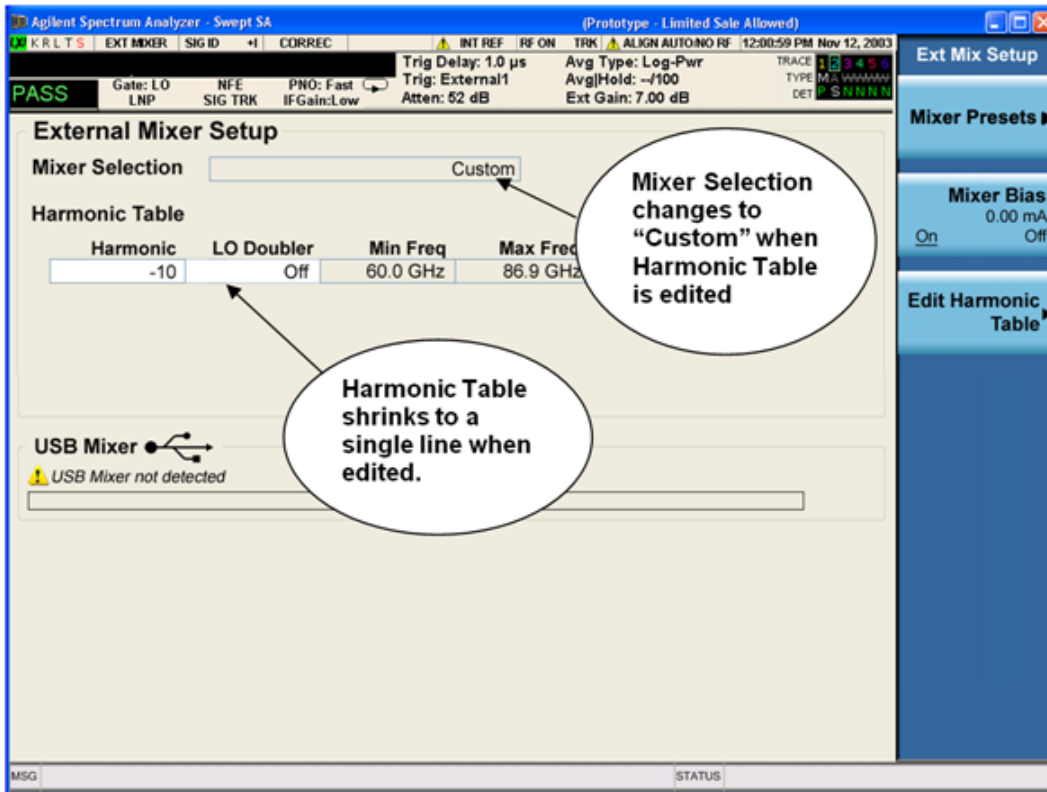 Agilent Spectrum Analyzer - Swept SA (Prototype - Limited Sale Allowed)
LXI K R L T S EXT MIXER SIG ID +I CORREC INT REF RF ON TRK ALIGN AUTO/NO RF 12:00:59 PM Nov 12, 2003
Trig Delay: 1.0 µs Avg Type: Log-Pwr TRACE 1 2 3 4 5 6
PASS Gate: LO NFE PNO: Fast Trig: External1 Avg|Hold: --/100 TYPE M A W W W W
LNP SIG TRK IFGain:Low Atten: 52 dB Ext Gain: 7.00 dB DET P S N N N N
Ext Mix Setup
External Mixer Setup
Mixer Selection Custom
Harmonic Table
Harmonic LO Doubler Min Freq Max Freq
-10 Off 60.0 GHz 86.9 GHz
Mixer Selection
changes to
“Custom” when
Harmonic Table
is edited
Harmonic Table
shrinks to a
single line when
edited.
USB Mixer
USB Mixer not detected
Mixer Presets
Mixer Bias
0.00 mA
On Off
Edit Harmonic
Table
MSG STATUS